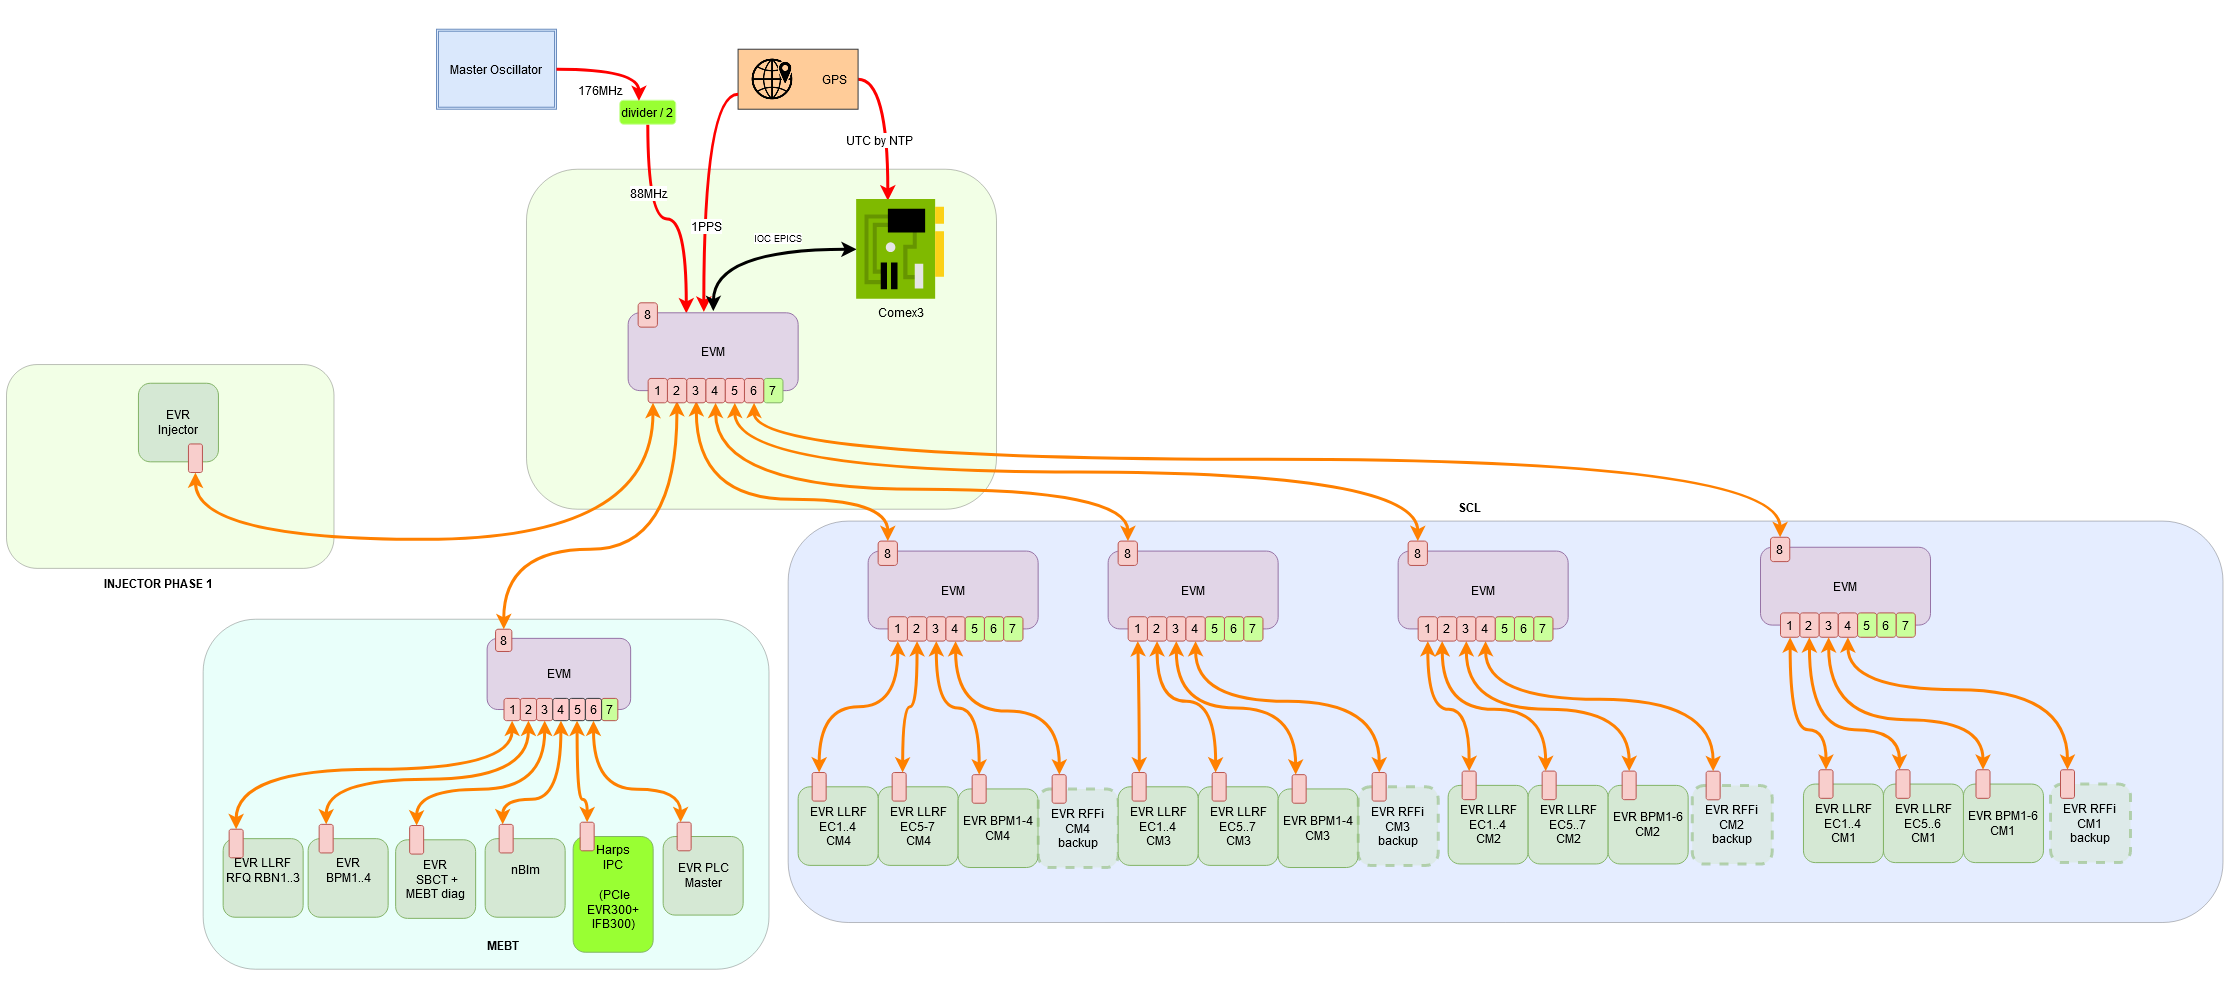 Master Oscillator
176MHz
divider / 2
GPS
UTC by NTP
88MHz
1PPS
IOC EPICS
Comex3
8
EVM
1 2 3 4 5 6 7
EVR
Injector
INJECTOR PHASE 1
SCL
8
EVM
1 2 3 4 5 6 7
8
EVM
1 2 3 4 5 6 7
8
EVM
1 2 3 4 5 6 7
8
EVM
1 2 3 4 5 6 7
EVR LLRF
EC1..4
CM4
EVR LLRF
EC5-7
CM4
EVR BPM1-4
CM4
EVR RFFi
CM4
backup
EVR LLRF
EC1..4
CM3
EVR LLRF
EC5..7
CM3
EVR BPM1-4
CM3
EVR RFFi
CM3
backup
EVR LLRF
EC1..4
CM2
EVR LLRF
EC5..7
CM2
EVR BPM1-6
CM2
EVR RFFi
CM2
backup
EVR LLRF
EC1..4
CM1
EVR LLRF
EC5..6
CM1
EVR BPM1-6
CM1
EVR RFFi
CM1
backup
8
EVM
1 2 3 4 5 6 7
EVR LLRF
RFQ RBN1..3
EVR
BPM1..4
EVR
SBCT +
MEBT diag
nBlm
Harps
IPC
(PCIe
EVR300+
IFB300)
EVR PLC
Master
MEBT